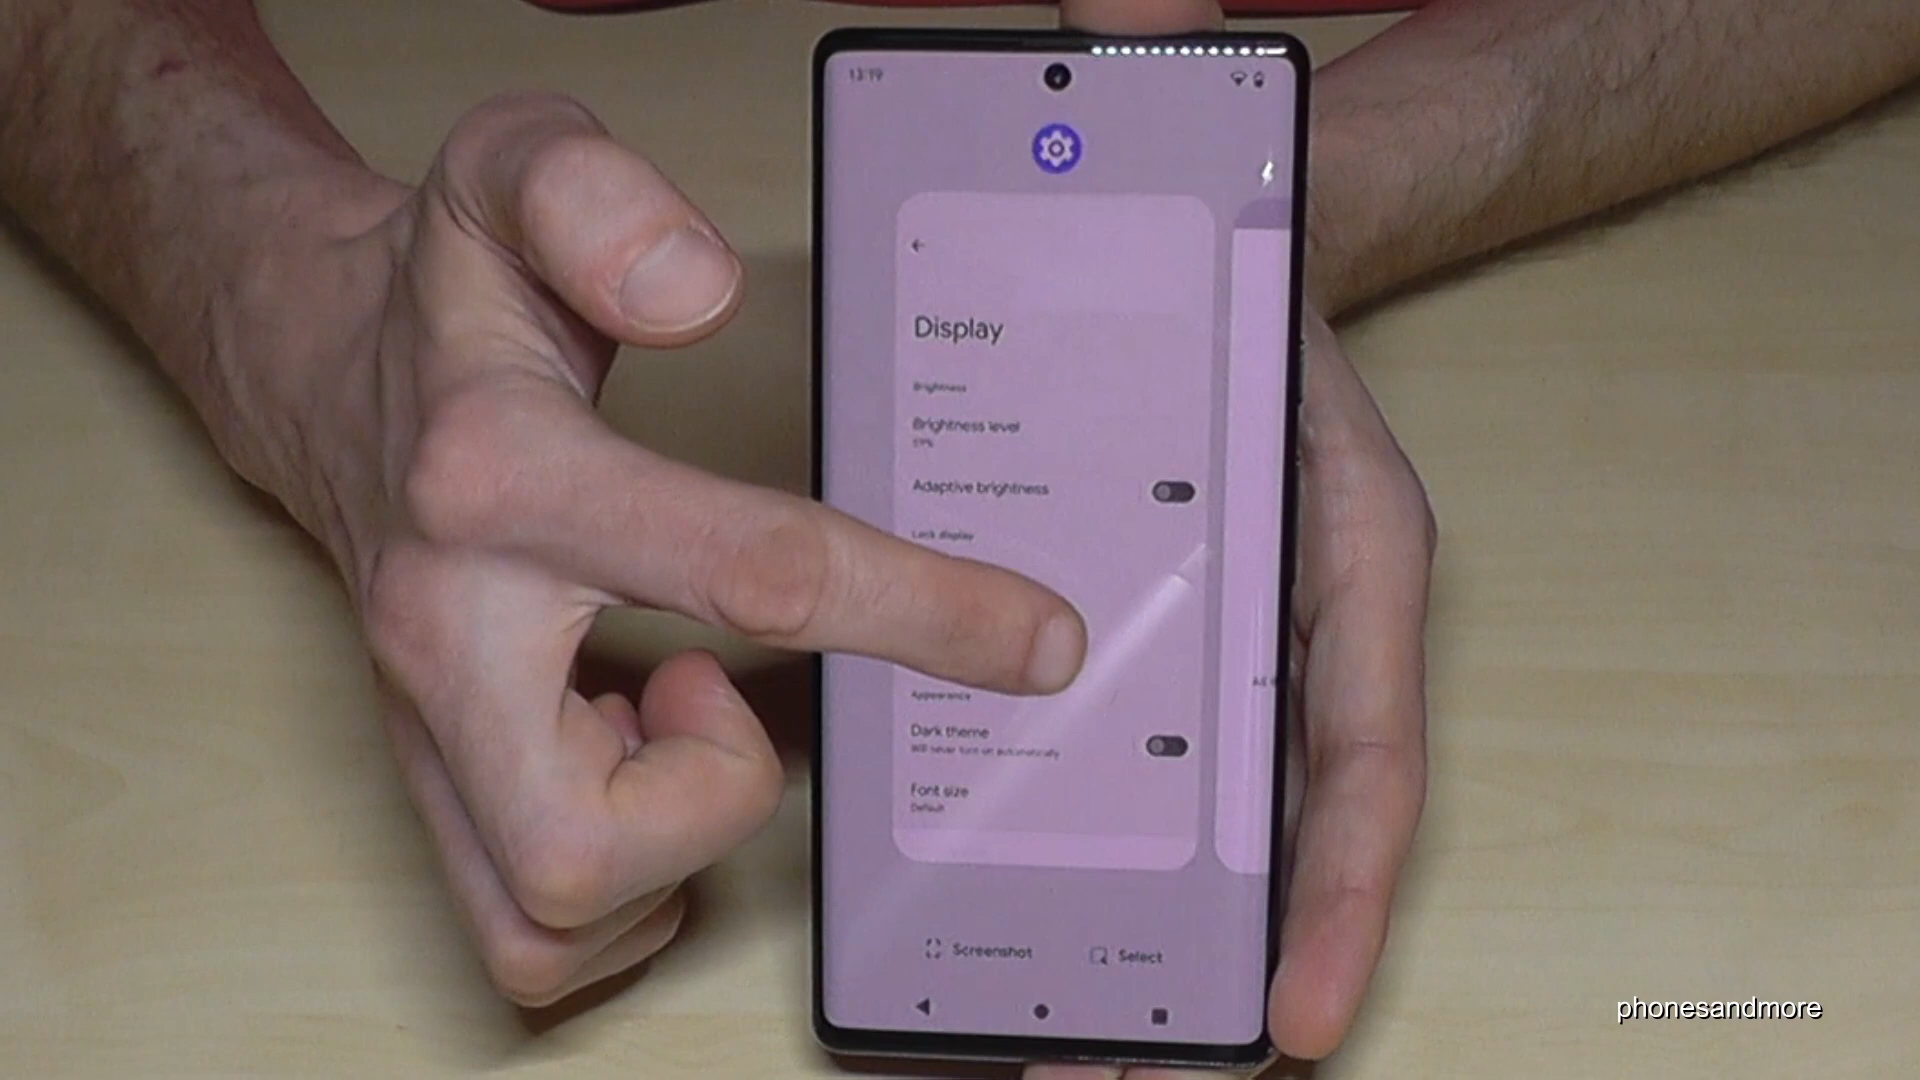 13:19
Display
Brightness
Brightness level
Adaptive brightness
Lock display
Appearance
Dark theme
Will never turn on automatically
Font size
Default
Screenshot
Select
phonesandmore